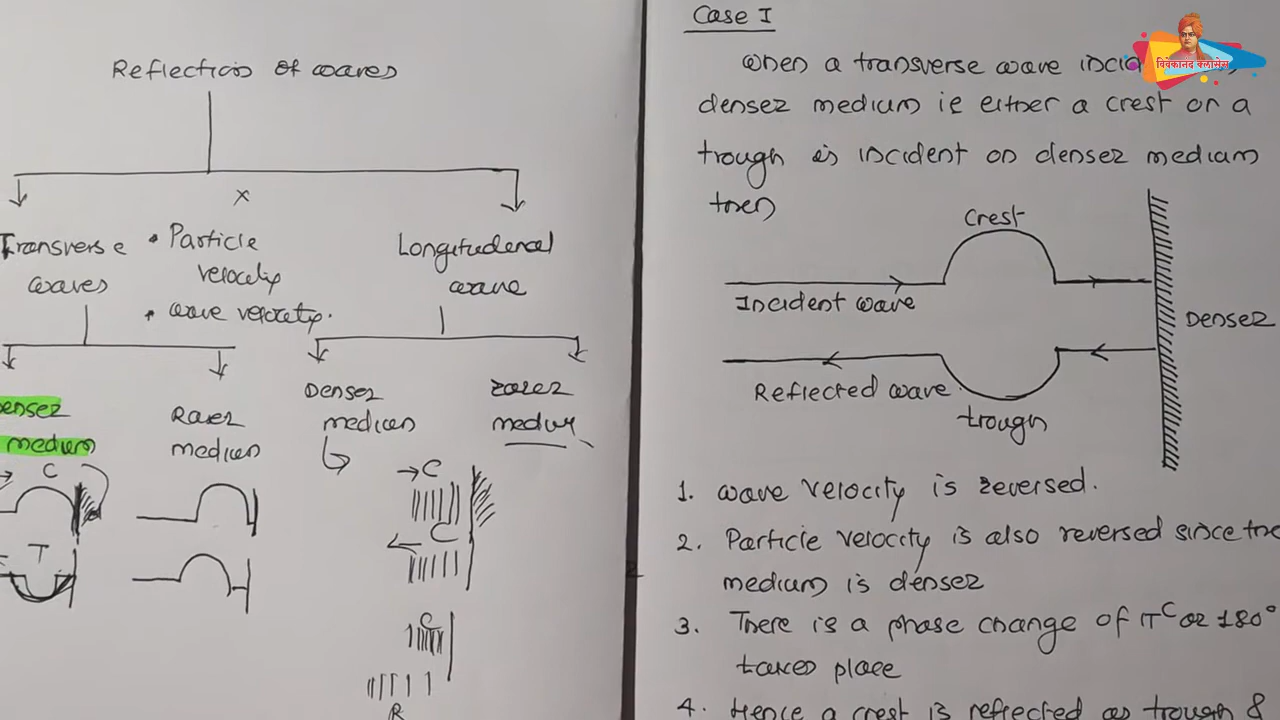 Reflection of waves
x
Transverse
waves
• Particle
velocity
• wave velocity.
Longitudenal
wave
Denser
medium
Rarer
medium
Denser
medium
rarer
medium
C
T
→C
C
C
R
Case I
when a transverse wave
denser medium ie either a crest or a
trough is incident on denser medium
then
Crest
Incident wave
Denser
Reflected wave
trough
1. wave velocity is reversed.
2. Particle velocity is also reversed since the
medium is denser
3. There is a phase change of πᶜ or 180°
takes place
4. Hence a crest is reflected as trough &
विवेकानंद क्लासेस